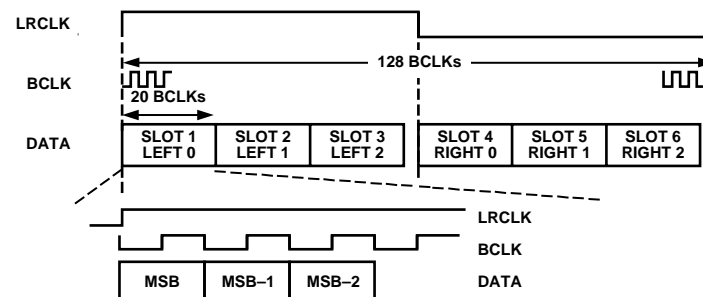 LRCLK
128 BCLKs
BCLK
20 BCLKs
DATA
SLOT 1 SLOT 2 SLOT 3 SLOT 4 SLOT 5 SLOT 6
LEFT 0 LEFT 1 LEFT 2 RIGHT 0 RIGHT 1 RIGHT 2
LRCLK
BCLK
MSB MSB–1 MSB–2 DATA